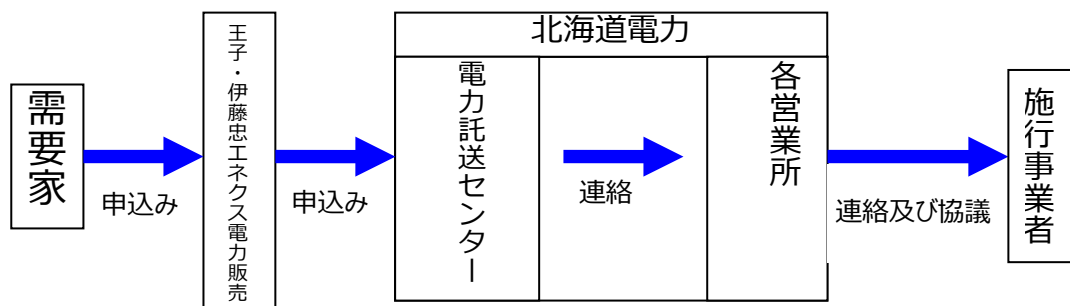 需要家
申込み
王子・伊藤忠エネクス電力販売
申込み
北海道電力
電力託送センター
連絡
各営業所
連絡及び協議
施行事業者